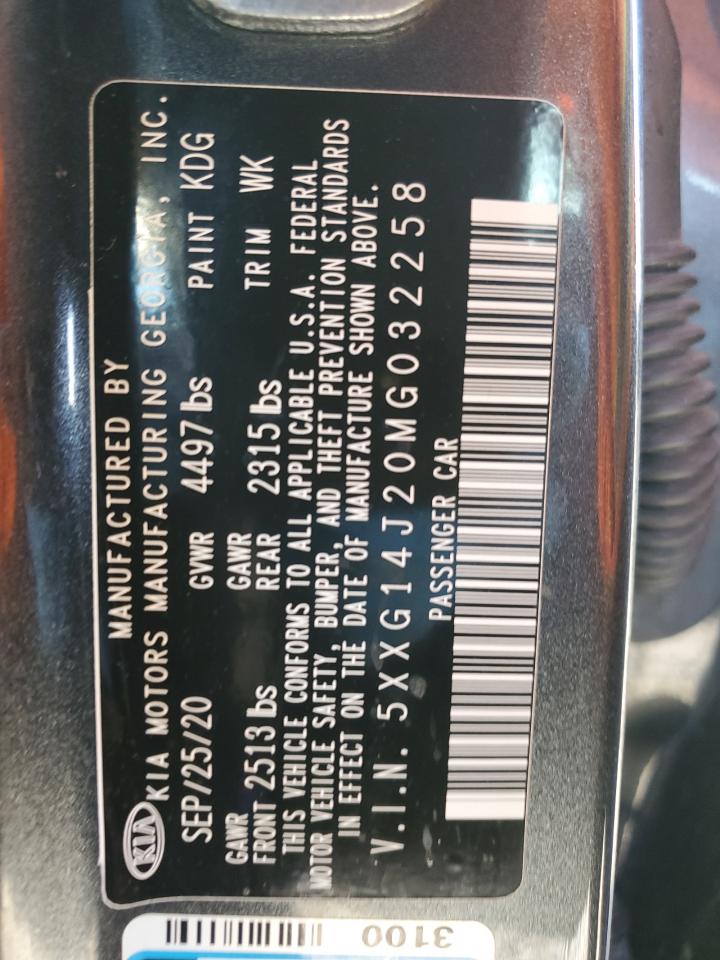 MANUFACTURED BY
KIA KIA MOTORS MANUFACTURING GEORGIA, INC.
SEP/25/20 GVWR 4497 lbs PAINT KDG
GAWR FRONT 2513 lbs GAWR REAR 2315 lbs TRIM WK
THIS VEHICLE CONFORMS TO ALL APPLICABLE U.S.A. FEDERAL
MOTOR VEHICLE SAFETY, BUMPER, AND THEFT PREVENTION STANDARDS
IN EFFECT ON THE DATE OF MANUFACTURE SHOWN ABOVE.
V.I.N. 5XXG14J20MG032258
PASSENGER CAR
3100